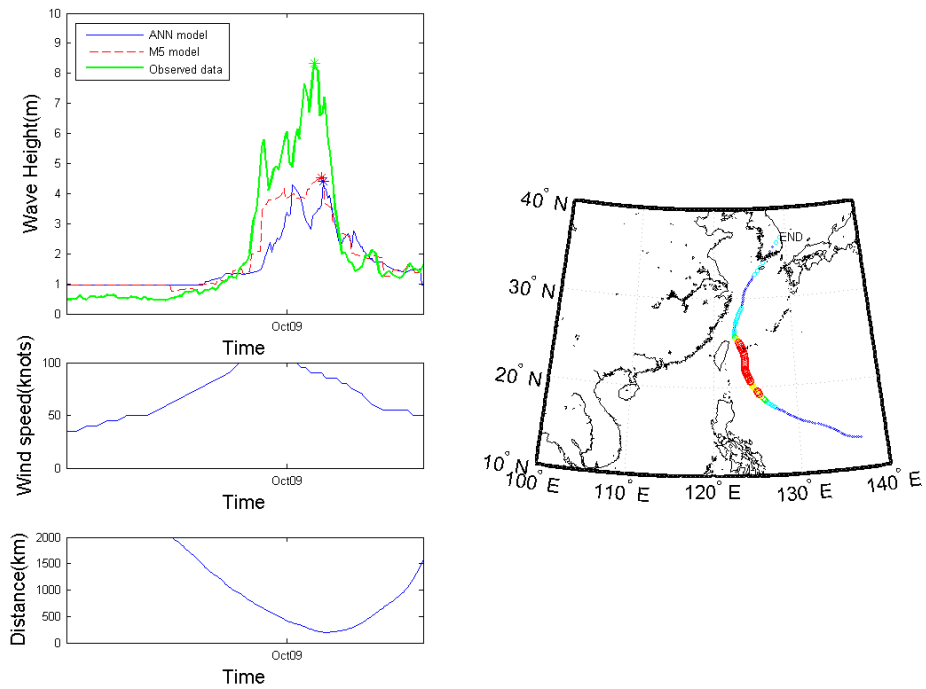 10
9
8
7
6
5
4
3
2
1
0
Wave Height(m)
ANN model
M5 model
Observed data
Oct09
Time
100
50
0
Wind speed(knots)
Oct09
Time
2000
1500
1000
500
0
Distance(km)
Oct09
Time
40° N
30° N
20° N
10° N
100° E
110° E
120° E
130° E
140° E
END